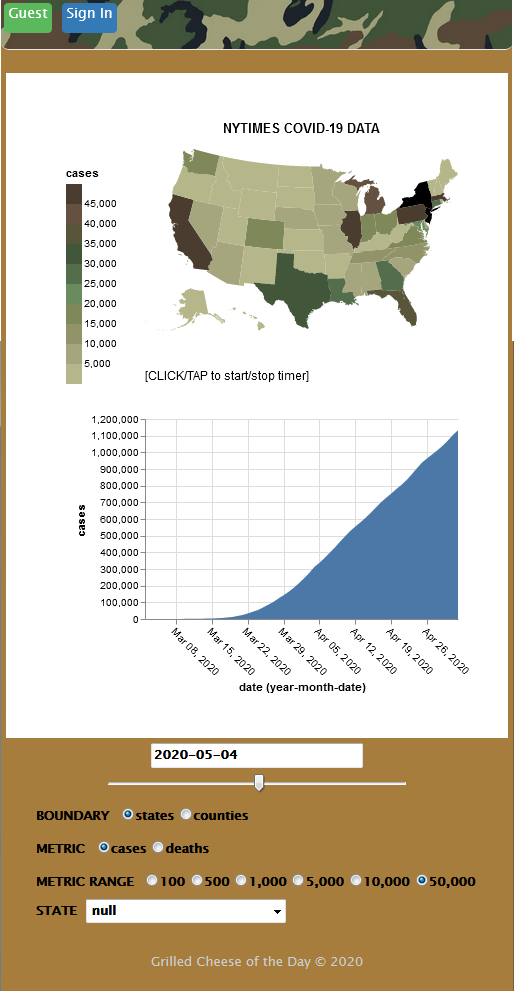 Guest Sign In
NYTIMES COVID-19 DATA
cases
45,000
40,000
35,000
30,000
25,000
20,000
15,000
10,000
5,000
[CLICK/TAP to start/stop timer]
1,200,000
1,100,000
1,000,000
900,000
800,000
700,000
600,000
500,000
400,000
300,000
200,000
100,000
0
cases
Mar 08, 2020
Mar 15, 2020
Mar 22, 2020
Mar 29, 2020
Apr 05, 2020
Apr 12, 2020
Apr 19, 2020
Apr 26, 2020
date (year-month-date)
2020-05-04
BOUNDARY states counties
METRIC cases deaths
METRIC RANGE 100 500 1,000 5,000 10,000 50,000
STATE null
Grilled Cheese of the Day © 2020